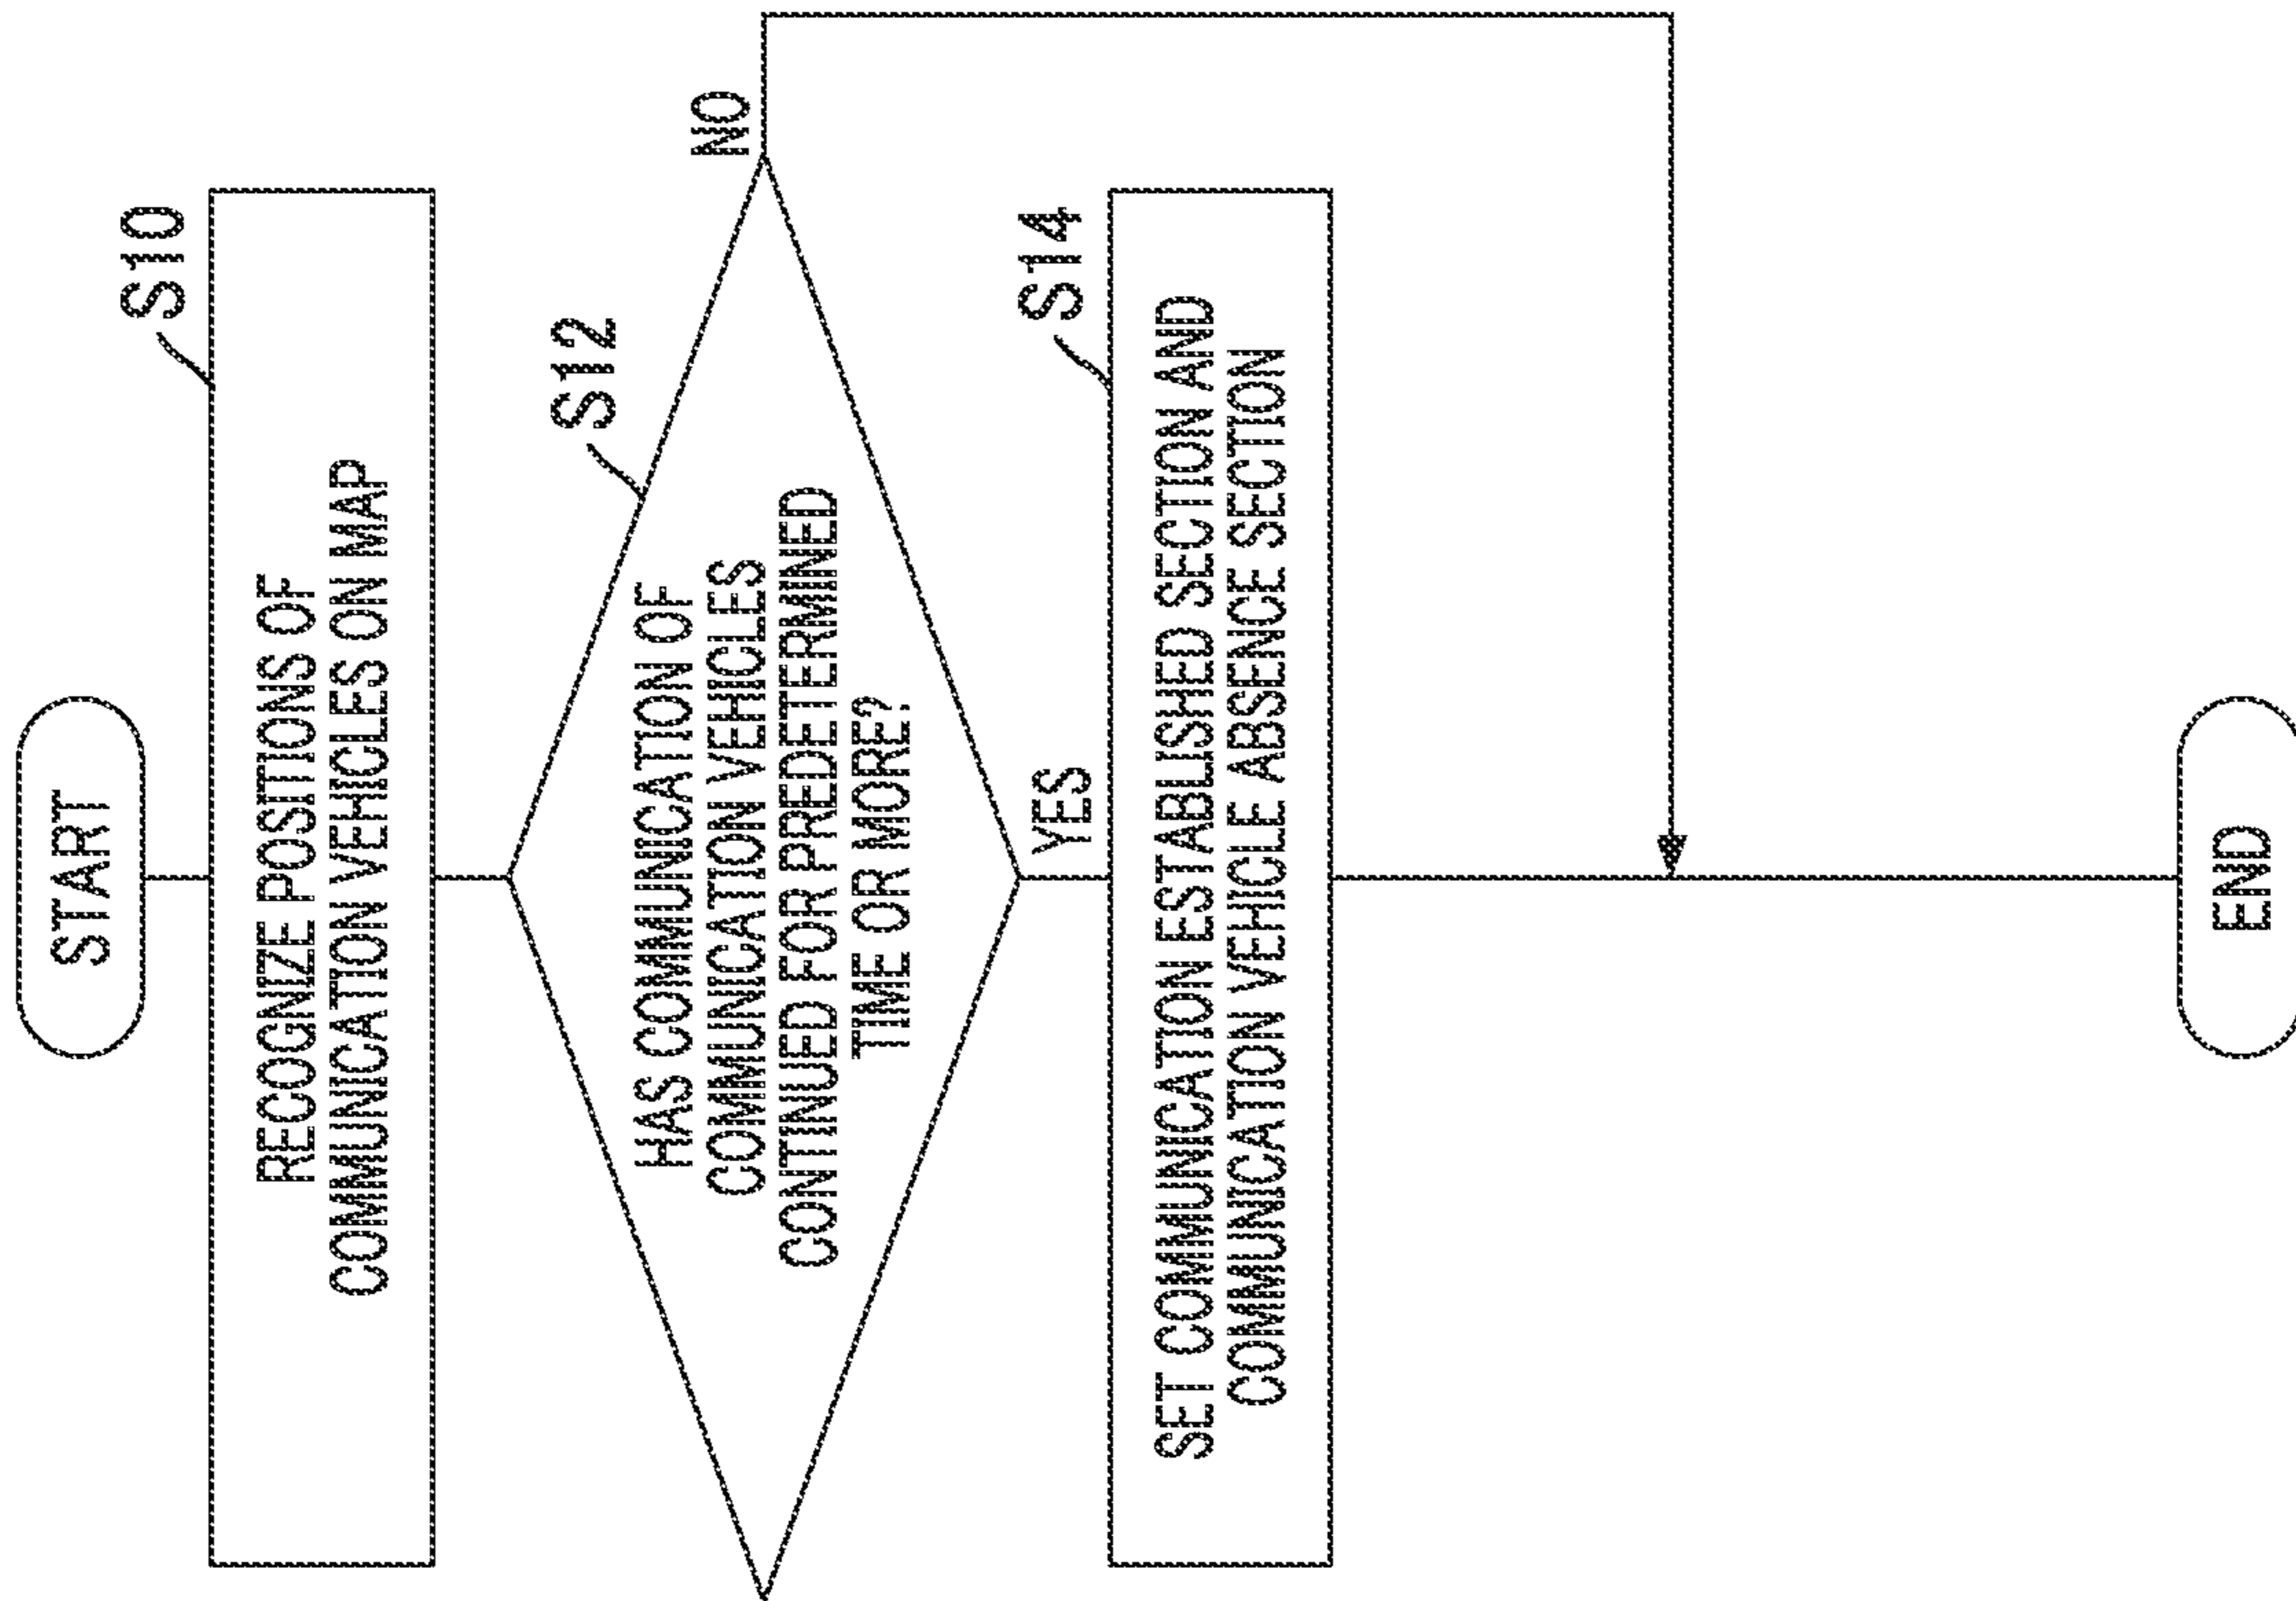 START
S10
RECOGNIZE POSITIONS OF
COMMUNICATION VEHICLES ON MAP
S12
HAS COMMUNICATION OF
COMMUNICATION VEHICLES
CONTINUED FOR PREDETERMINED
TIME OR MORE?
NO
YES
S14
SET COMMUNICATION ESTABLISHED SECTION AND
COMMUNICATION VEHICLE ABSENCE SECTION
END